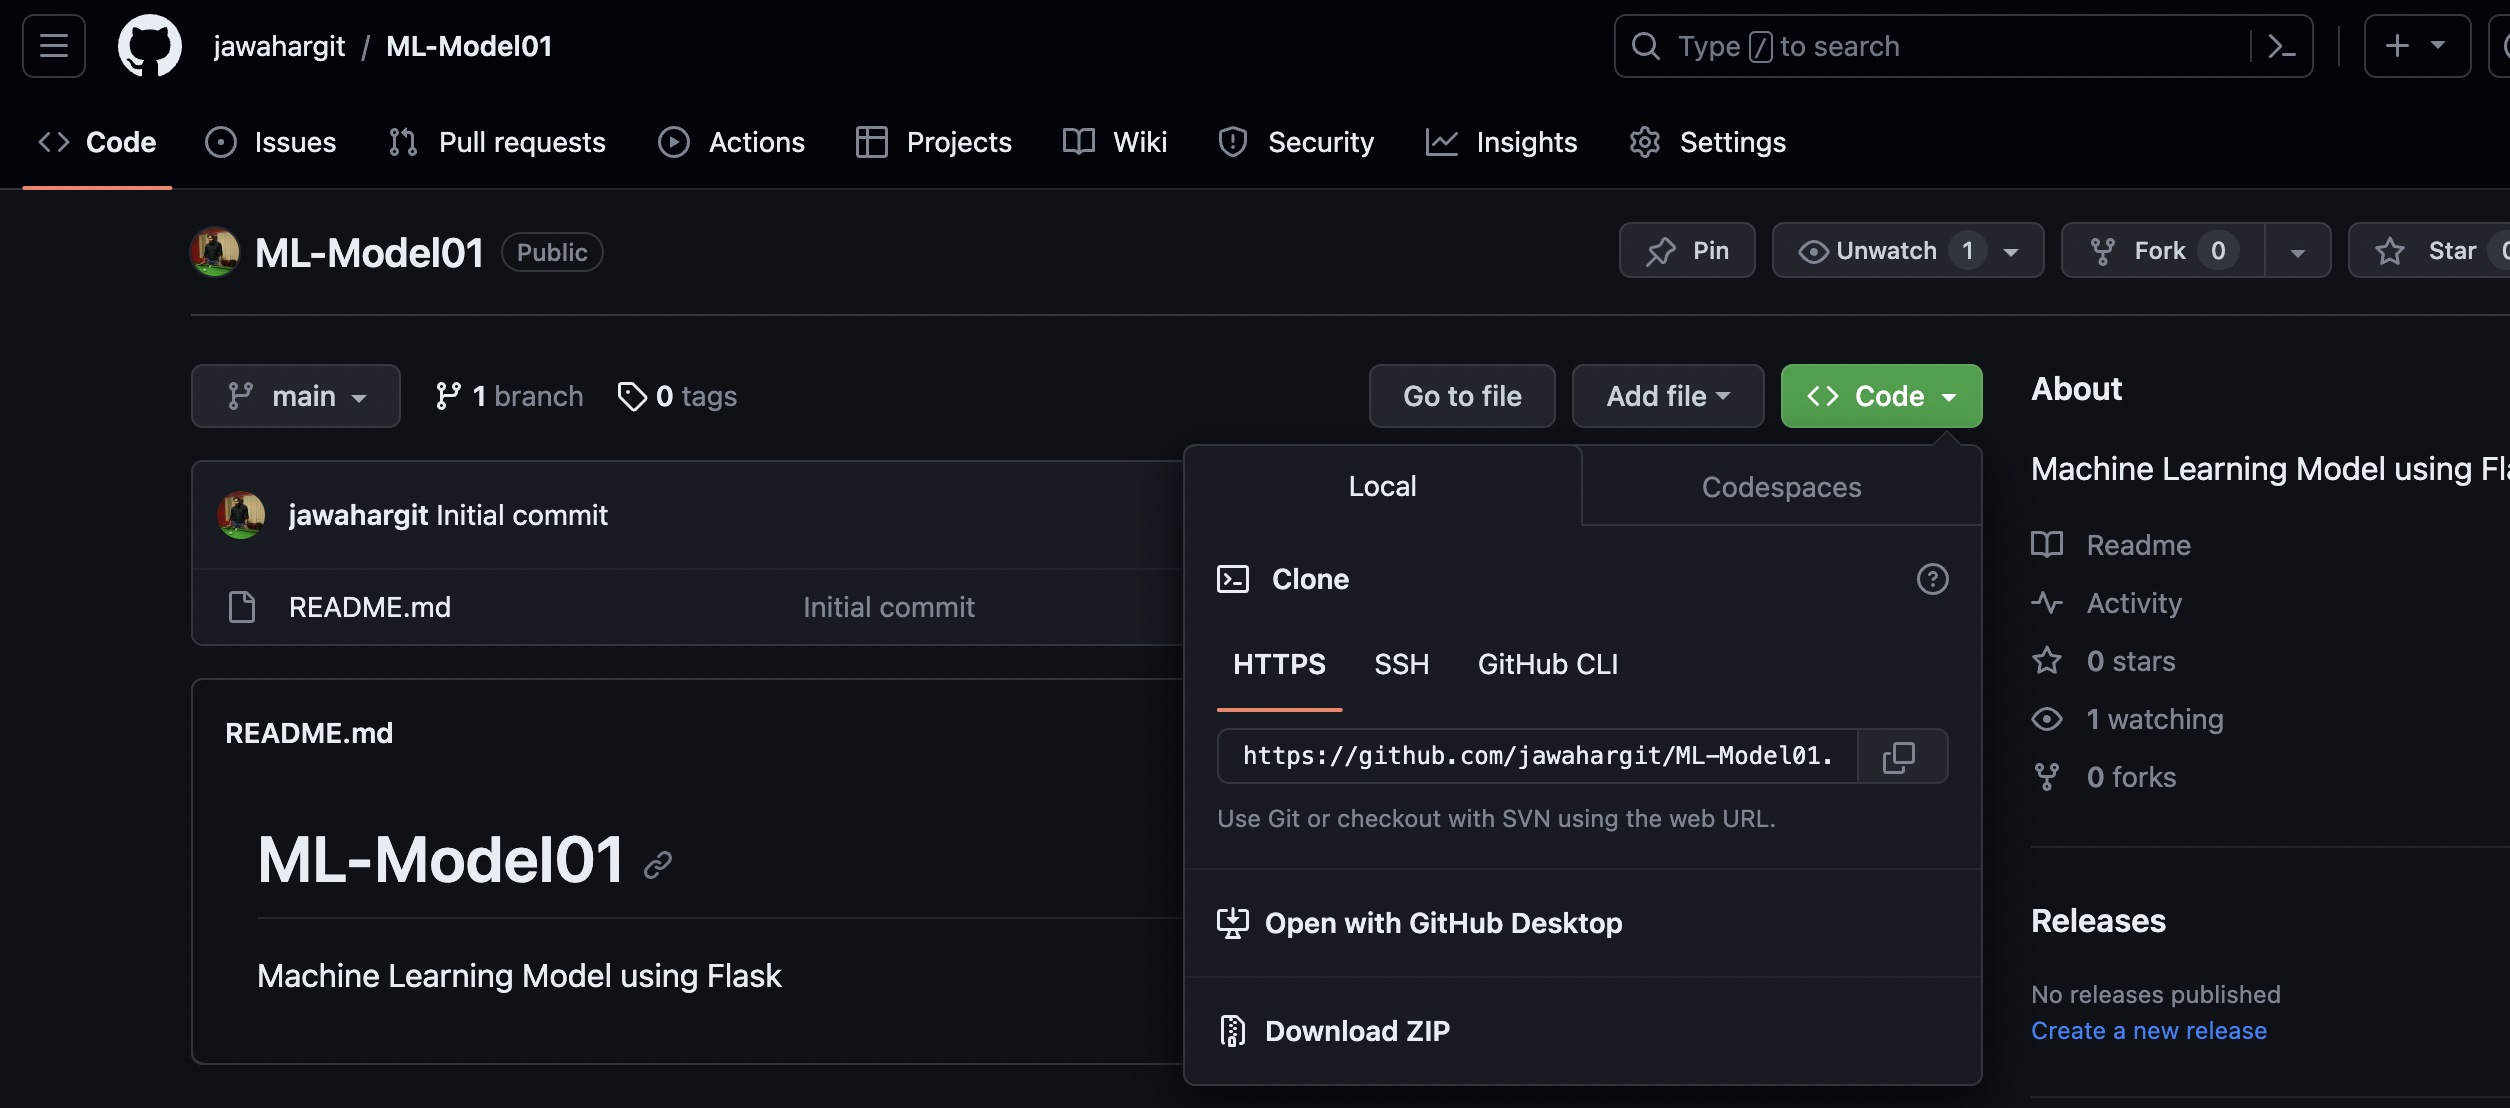 jawahargit / ML-Model01
Type / to search
Code Issues Pull requests Actions Projects Wiki Security Insights Settings
ML-Model01 Public
Pin Unwatch 1 Fork 0 Star
main 1 branch 0 tags
Go to file Add file Code
jawahargit Initial commit
README.md Initial commit
README.md
ML-Model01
Machine Learning Model using Flask
Local Codespaces
Clone
HTTPS SSH GitHub CLI
https://github.com/jawahargit/ML-Model01.
Use Git or checkout with SVN using the web URL.
Open with GitHub Desktop
Download ZIP
About
Machine Learning Model using
Readme
Activity
0 stars
1 watching
0 forks
Releases
No releases published
Create a new release